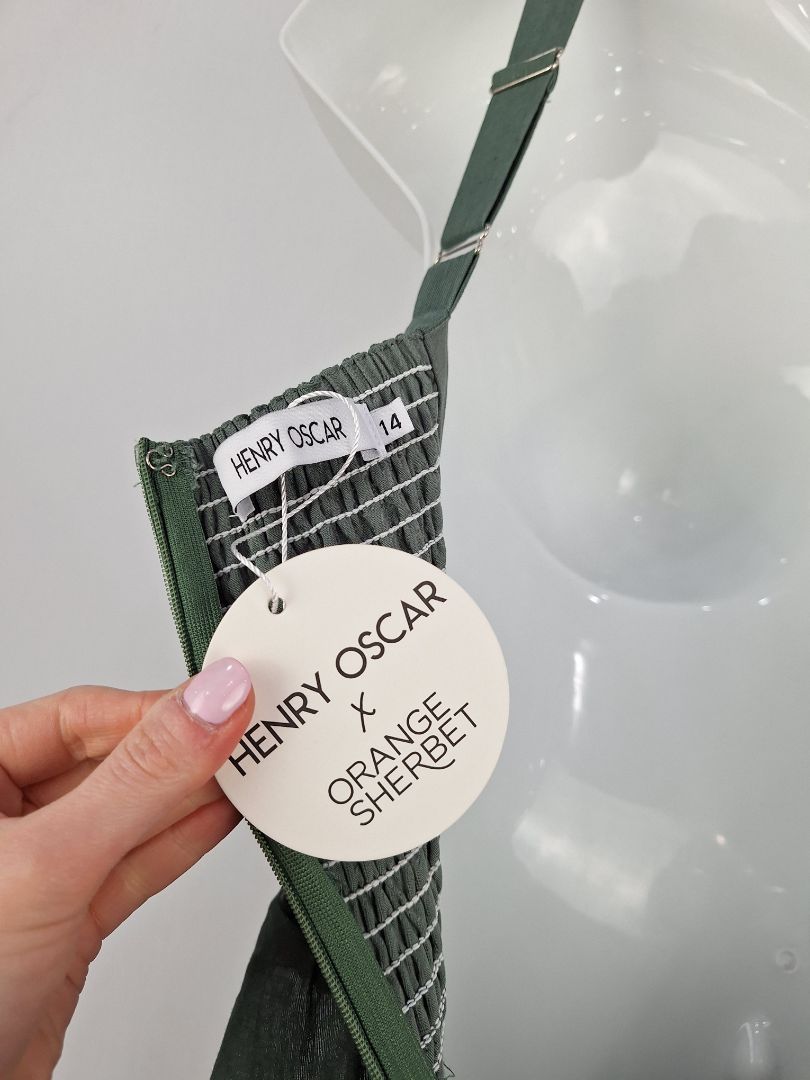 HENRY OSCAR
14
HENRY OSCAR
X
ORANGE
SHERBET